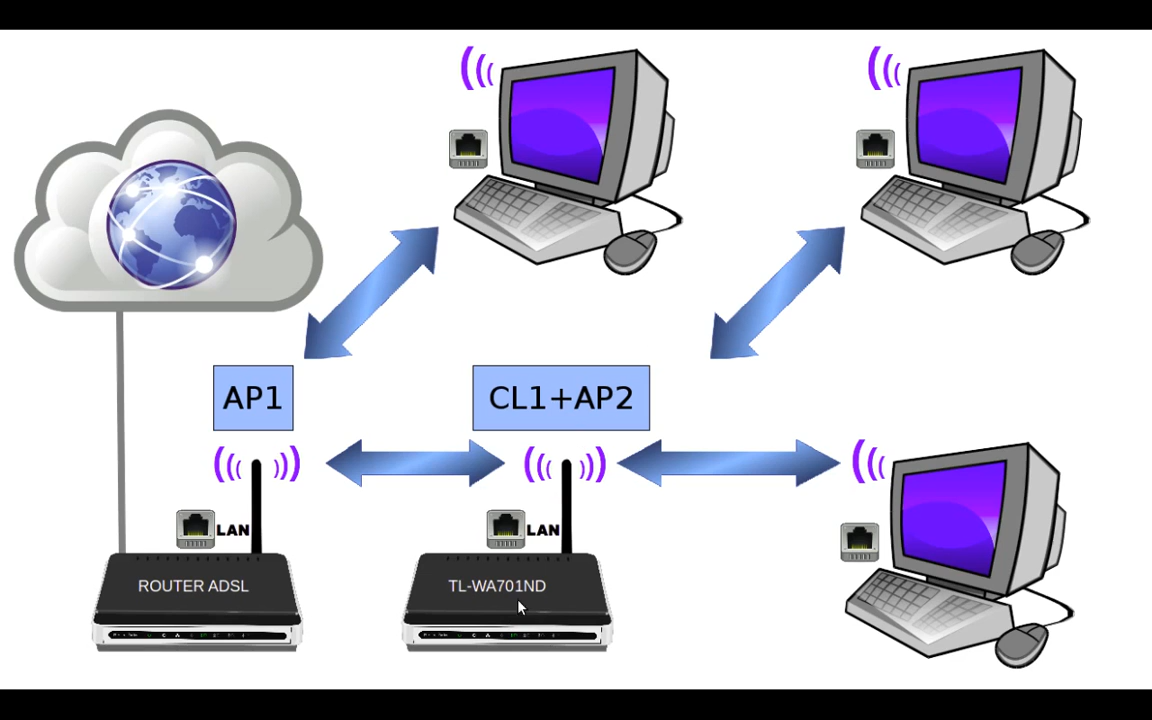 AP1
CL1+AP2
LAN
LAN
ROUTER ADSL
TL-WA701ND